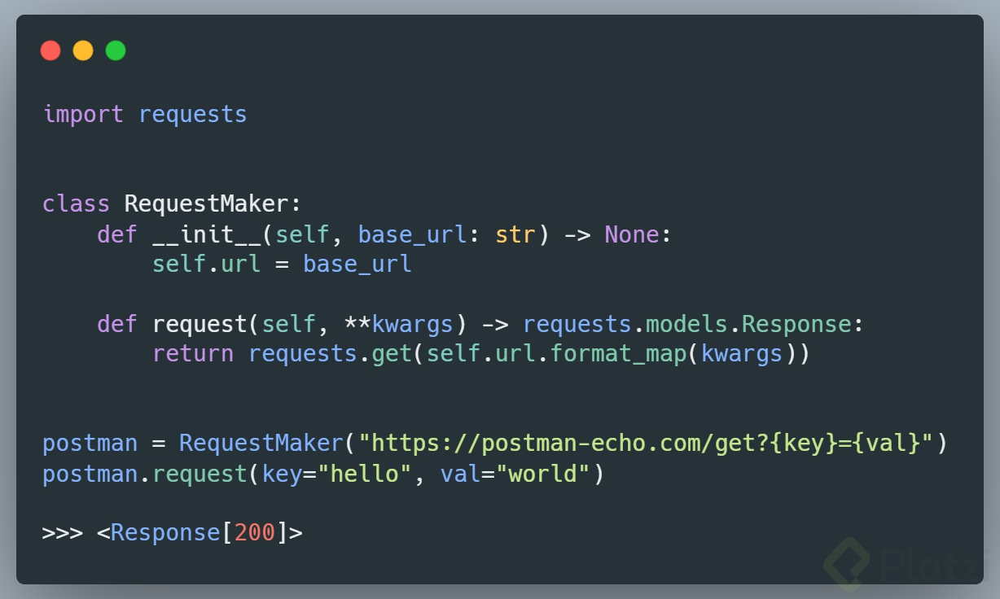 import requests
class RequestMaker:
    def __init__(self, base_url: str) -> None:
        self.url = base_url
    def request(self, **kwargs) -> requests.models.Response:
        return requests.get(self.url.format_map(kwargs))
postman = RequestMaker("https://postman-echo.com/get?{key}={val}")
postman.request(key="hello", val="world")
>>> <Response[200]>
Platzi